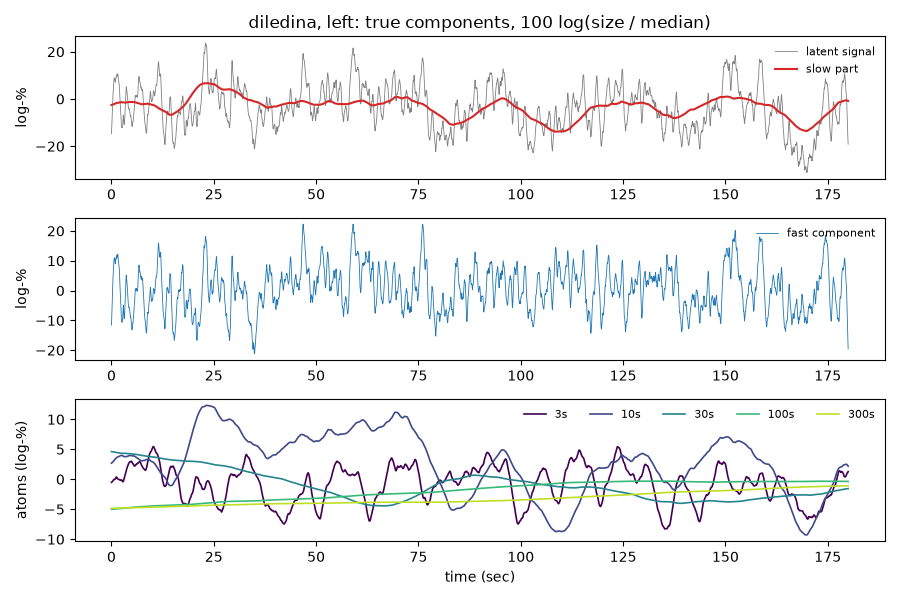 diledina, left: true components, 100 log(size / median)
log-%
20
0
−20
latent signal
slow part
0 25 50 75 100 125 150 175
log-%
20
10
0
−10
−20
fast component
0 25 50 75 100 125 150 175
atoms (log-%)
10
5
0
−5
−10
3s 10s 30s 100s 300s
0 25 50 75 100 125 150 175
time (sec)